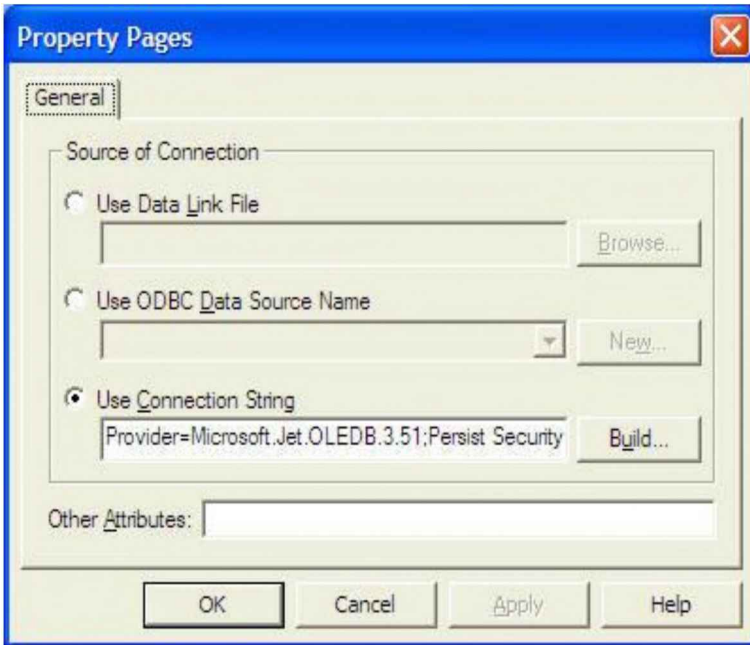 Property Pages
General
Source of Connection
Use Data Link File
Browse...
Use ODBC Data Source Name
New...
Use Connection String
Provider=Microsoft.Jet.OLEDB.3.51;Persist Security
Build...
Other Attributes:
OK Cancel Apply Help